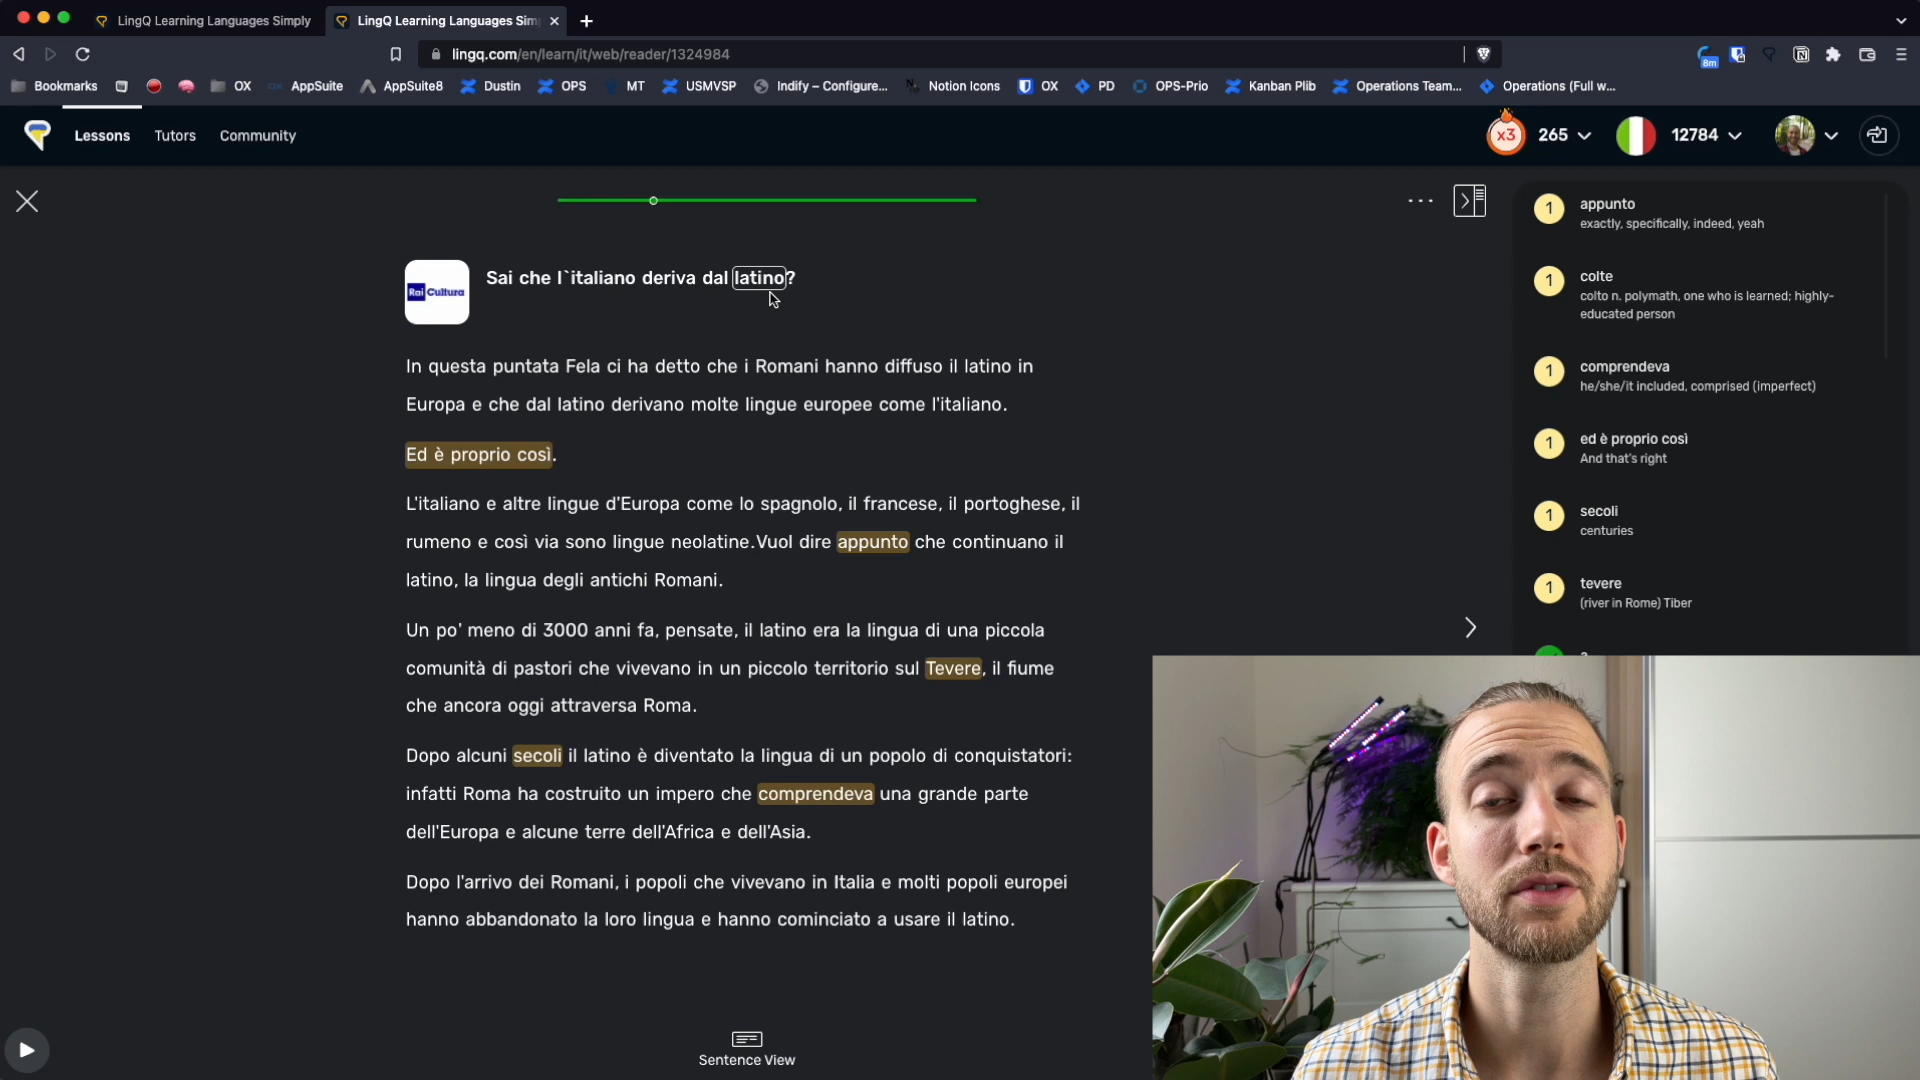 LingQ Learning Languages Simply
LingQ Learning Languages Sim
lingq.com/en/learn/it/web/reader/1324984
8m
Bookmarks
OX
AppSuite
AppSuite8
Dustin
OPS
MT
USMVSP
Indify – Configure...
Notion Icons
OX
PD
OPS-Prio
Kanban Plib
Operations Team...
Operations (Full w...
Lessons
Tutors
Community
x3
265
12784
Rai Cultura
Sai che l`italiano deriva dal latino?
In questa puntata Fela ci ha detto che i Romani hanno diffuso il latino in
Europa e che dal latino derivano molte lingue europee come l'italiano.
Ed è proprio così.
L'italiano e altre lingue d'Europa come lo spagnolo, il francese, il portoghese, il
rumeno e così via sono lingue neolatine.Vuol dire appunto che continuano il
latino, la lingua degli antichi Romani.
Un po' meno di 3000 anni fa, pensate, il latino era la lingua di una piccola
comunità di pastori che vivevano in un piccolo territorio sul Tevere, il fiume
che ancora oggi attraversa Roma.
Dopo alcuni secoli il latino è diventato la lingua di un popolo di conquistatori:
infatti Roma ha costruito un impero che comprendeva una grande parte
dell'Europa e alcune terre dell'Africa e dell'Asia.
Dopo l'arrivo dei Romani, i popoli che vivevano in Italia e molti popoli europei
hanno abbandonato la loro lingua e hanno cominciato a usare il latino.
Sentence View
1
appunto
exactly, specifically, indeed, yeah
1
colte
colto n. polymath, one who is learned; highly-
educated person
1
comprendeva
he/she/it included, comprised (imperfect)
1
ed è proprio così
And that's right
1
secoli
centuries
1
tevere
(river in Rome) Tiber